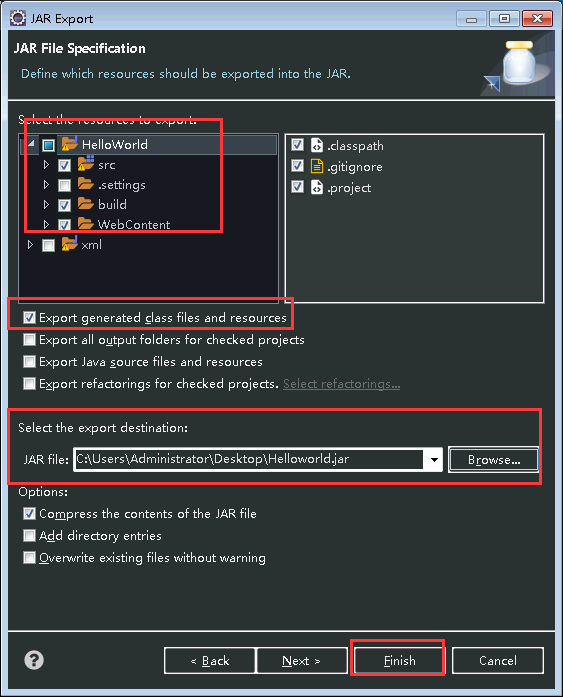 JAR Export
JAR File Specification
Define which resources should be exported into the JAR.
Select the resources to export:
HelloWorld
src
.settings
build
WebContent
xml
.classpath
.gitignore
.project
Export generated class files and resources
Export all output folders for checked projects
Export Java source files and resources
Export refactorings for checked projects. Select refactorings...
Select the export destination:
JAR file: C:\Users\Administrator\Desktop\Helloworld.jar Browse...
Options:
Compress the contents of the JAR file
Add directory entries
Overwrite existing files without warning
? < Back Next > Finish Cancel